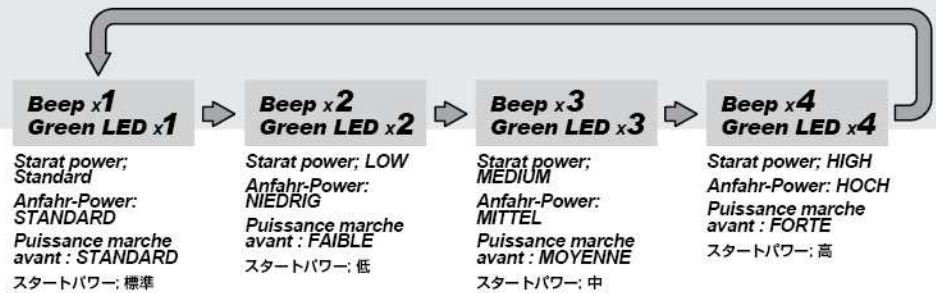 Beep x1
Green LED x1
Starat power;
Standard
Anfahr-Power:
STANDARD
Puissance marche
avant : STANDARD
スタートパワー; 標準
Beep x2
Green LED x2
Starat power; LOW
Anfahr-Power:
NIEDRIG
Puissance marche
avant : FAIBLE
スタートパワー; 低
Beep x3
Green LED x3
Starat power;
MEDIUM
Anfahr-Power:
MITTEL
Puissance marche
avant : MOYENNE
スタートパワー; 中
Beep x4
Green LED x4
Starat power; HIGH
Anfahr-Power: HOCH
Puissance marche
avant : FORTE
スタートパワー; 高